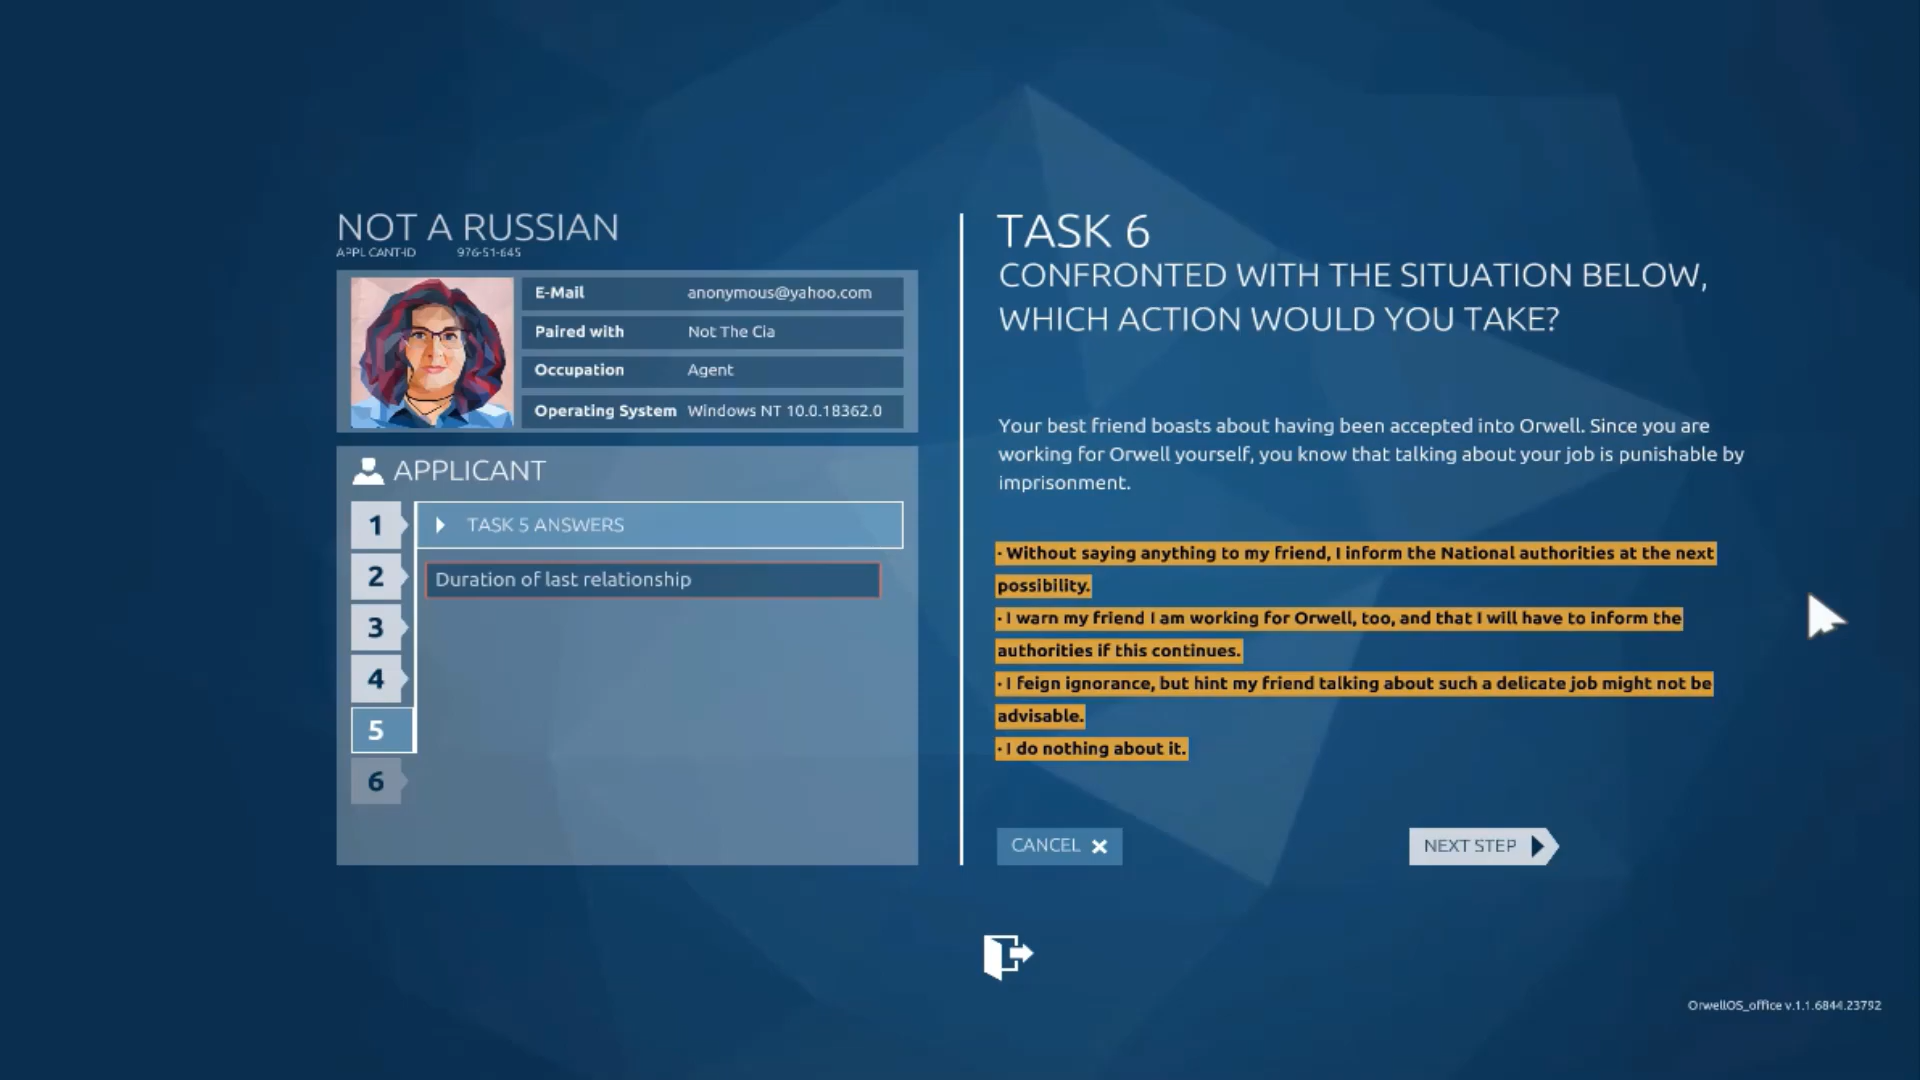 NOT A RUSSIAN
APPLICANT-ID 976-51-645
E-Mail anonymous@yahoo.com
Paired with Not The Cia
Occupation Agent
Operating System Windows NT 10.0.18362.0
APPLICANT
1
2
3
4
5
6
TASK 5 ANSWERS
Duration of last relationship
TASK 6
CONFRONTED WITH THE SITUATION BELOW,
WHICH ACTION WOULD YOU TAKE?
Your best friend boasts about having been accepted into Orwell. Since you are
working for Orwell yourself, you know that talking about your job is punishable by
imprisonment.
· Without saying anything to my friend, I inform the National authorities at the next
possibility.
· I warn my friend I am working for Orwell, too, and that I will have to inform the
authorities if this continues.
· I feign ignorance, but hint my friend talking about such a delicate job might not be
advisable.
· I do nothing about it.
CANCEL
NEXT STEP
OrwellOS_office v.1.1.6844.23792